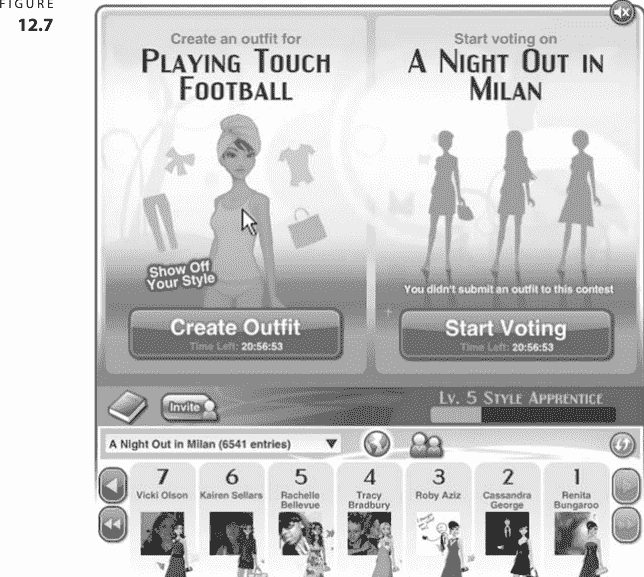 FIGURE
12.7
Create an outfit for
PLAYING TOUCH
FOOTBALL
Start voting on
A NIGHT OUT IN
MILAN
Show Off
Your Style
You didn't submit an outfit to this contest
Create Outfit
Time Left: 20:56:53
Start Voting
Time Left: 20:56:53
Invite
LV. 5 STYLE APPRENTICE
A Night Out in Milan (6541 entries)
7
Vicki Olson
6
Kairen Sellars
5
Rachelle
Bellevue
4
Tracy
Bradbury
3
Roby Aziz
2
Cassandra
George
1
Renita
Bungaroo